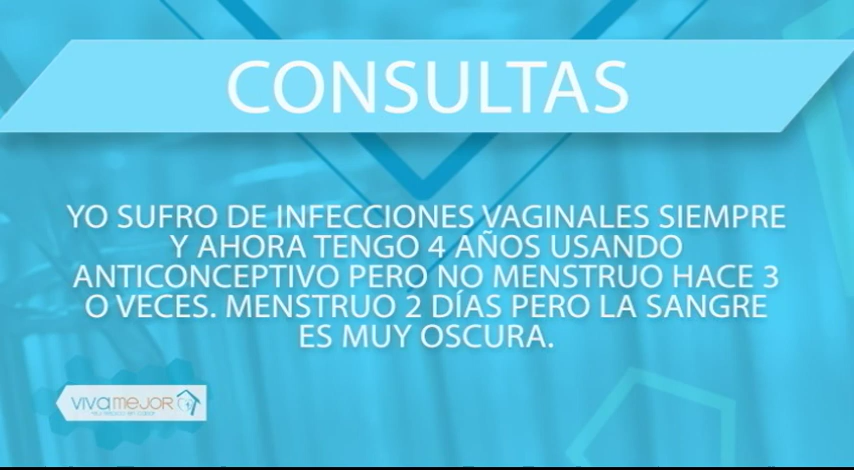 CONSULTAS
YO SUFRO DE INFECCIONES VAGINALES SIEMPRE
Y AHORA TENGO 4 AÑOS USANDO
ANTICONCEPTIVO PERO NO MENSTRUO HACE 3
O VECES. MENSTRUO 2 DÍAS PERO LA SANGRE
ES MUY OSCURA.
VIVAMEJOR